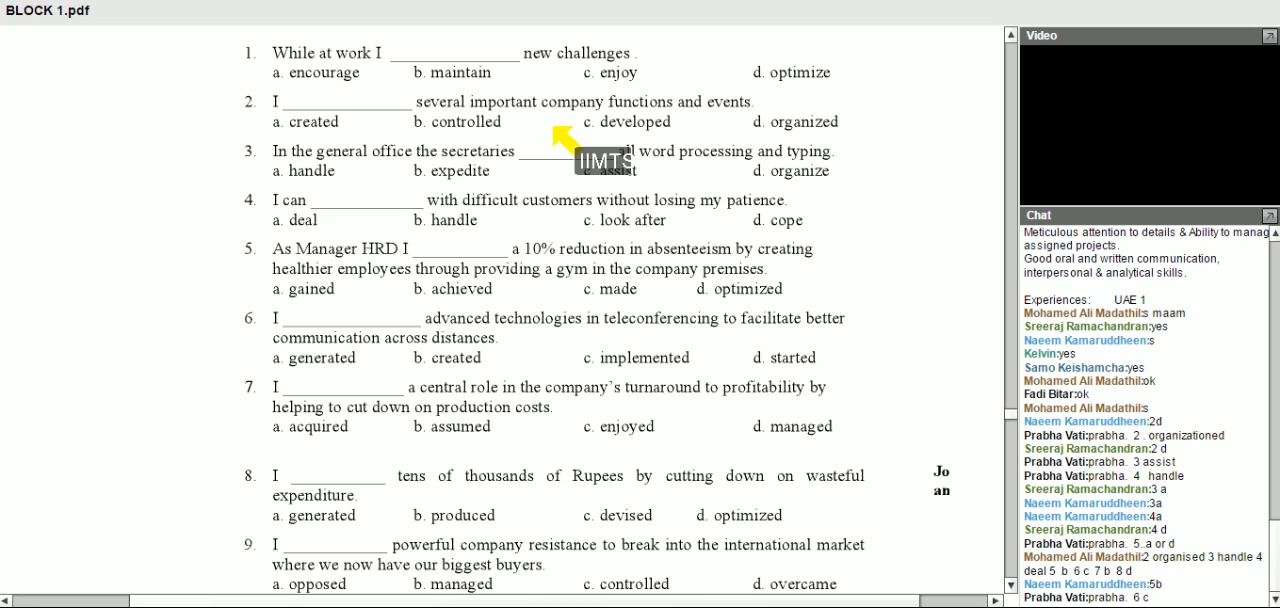 BLOCK 1.pdf
1. While at work I _______________ new challenges .
a. encourage b. maintain c. enjoy d. optimize
2. I _______________ several important company functions and events.
a. created b. controlled c. developed d. organized
3. In the general office the secretaries _______________ all word processing and typing.
a. handle b. expedite c assist d. organize
IIMTS
4. I can _____________ with difficult customers without losing my patience.
a. deal b. handle c. look after d. cope
5. As Manager HRD I ___________ a 10% reduction in absenteeism by creating
healthier employees through providing a gym in the company premises.
a. gained b. achieved c. made d. optimized
6. I ________________ advanced technologies in teleconferencing to facilitate better
communication across distances.
a. generated b. created c. implemented d. started
7. I ______________ a central role in the company’s turnaround to profitability by
helping to cut down on production costs.
a. acquired b. assumed c. enjoyed d. managed
8. I ___________ tens of thousands of Rupees by cutting down on wasteful
expenditure.
a. generated b. produced c. devised d. optimized
9. I ____________ powerful company resistance to break into the international market
where we now have our biggest buyers.
a. opposed b. managed c. controlled d. overcame
Jo
an
Video
Chat
Meticulous attention to details & Ability to manag
assigned projects.
Good oral and written communication,
interpersonal & analytical skills.
Experiences: UAE 1
Mohamed Ali Madathil:s maam
Sreeraj Ramachandran:yes
Naeem Kamaruddheen:s
Kelvin:yes
Samo Keishamcha:yes
Mohamed Ali Madathil:ok
Fadi Bitar:ok
Mohamed Ali Madathil:s
Naeem Kamaruddheen:2d
Prabha Vati:prabha. 2 . organizationed
Sreeraj Ramachandran:2 d
Prabha Vati:prabha. 3 assist
Prabha Vati:prabha. 4 handle
Sreeraj Ramachandran:3 a
Naeem Kamaruddheen:3a
Naeem Kamaruddheen:4a
Sreeraj Ramachandran:4 d
Prabha Vati:prabha. 5..a or d
Mohamed Ali Madathil:2 organised 3 handle 4
deal 5 b 6 c 7 b 8 d
Naeem Kamaruddheen:5b
Prabha Vati:prabha. 6 c